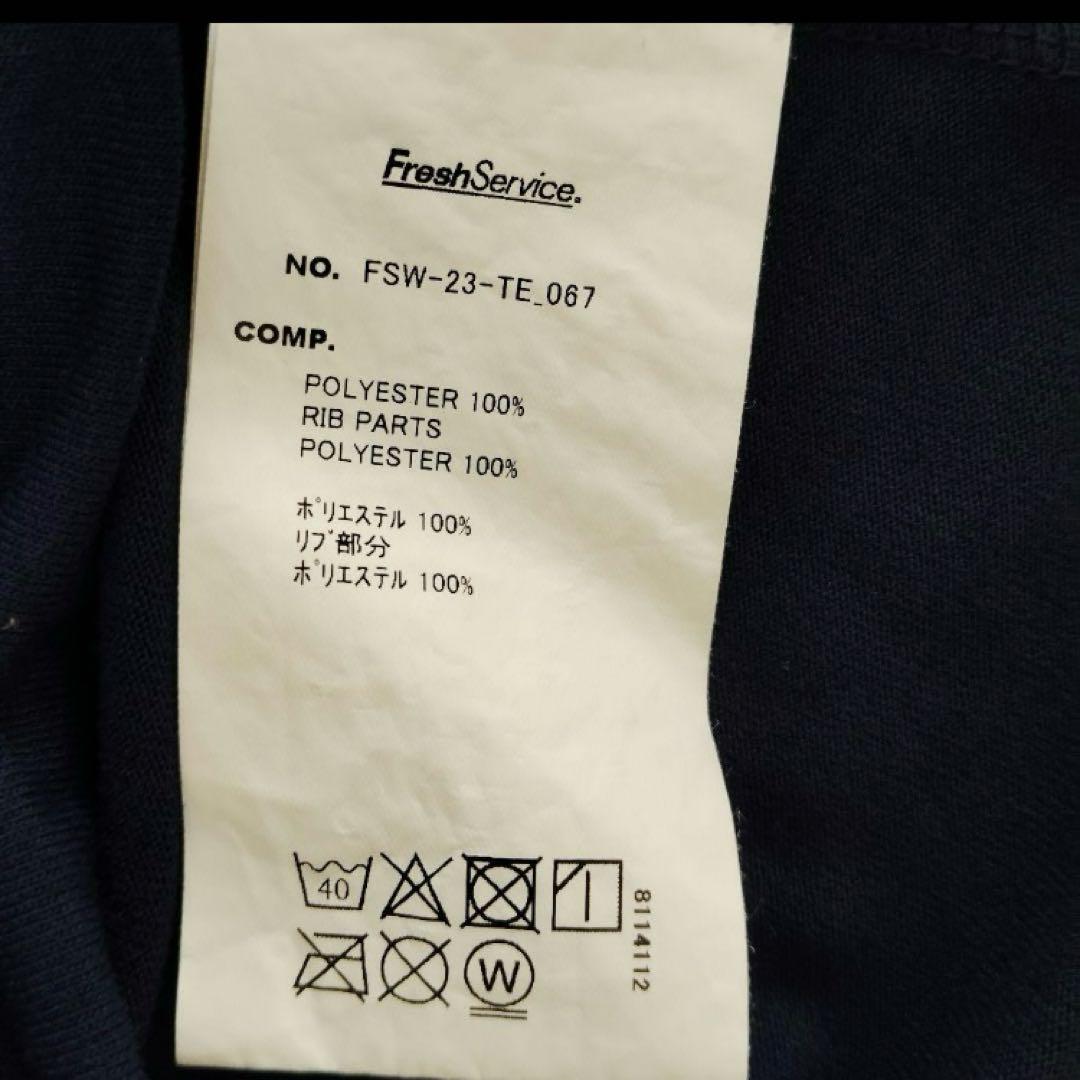 FreshService.
NO. FSW-23-TE_067
COMP.
POLYESTER 100%
RIB PARTS
POLYESTER 100%
ポリエステル 100%
リブ部分
ポリエステル 100%
40
W
8114112